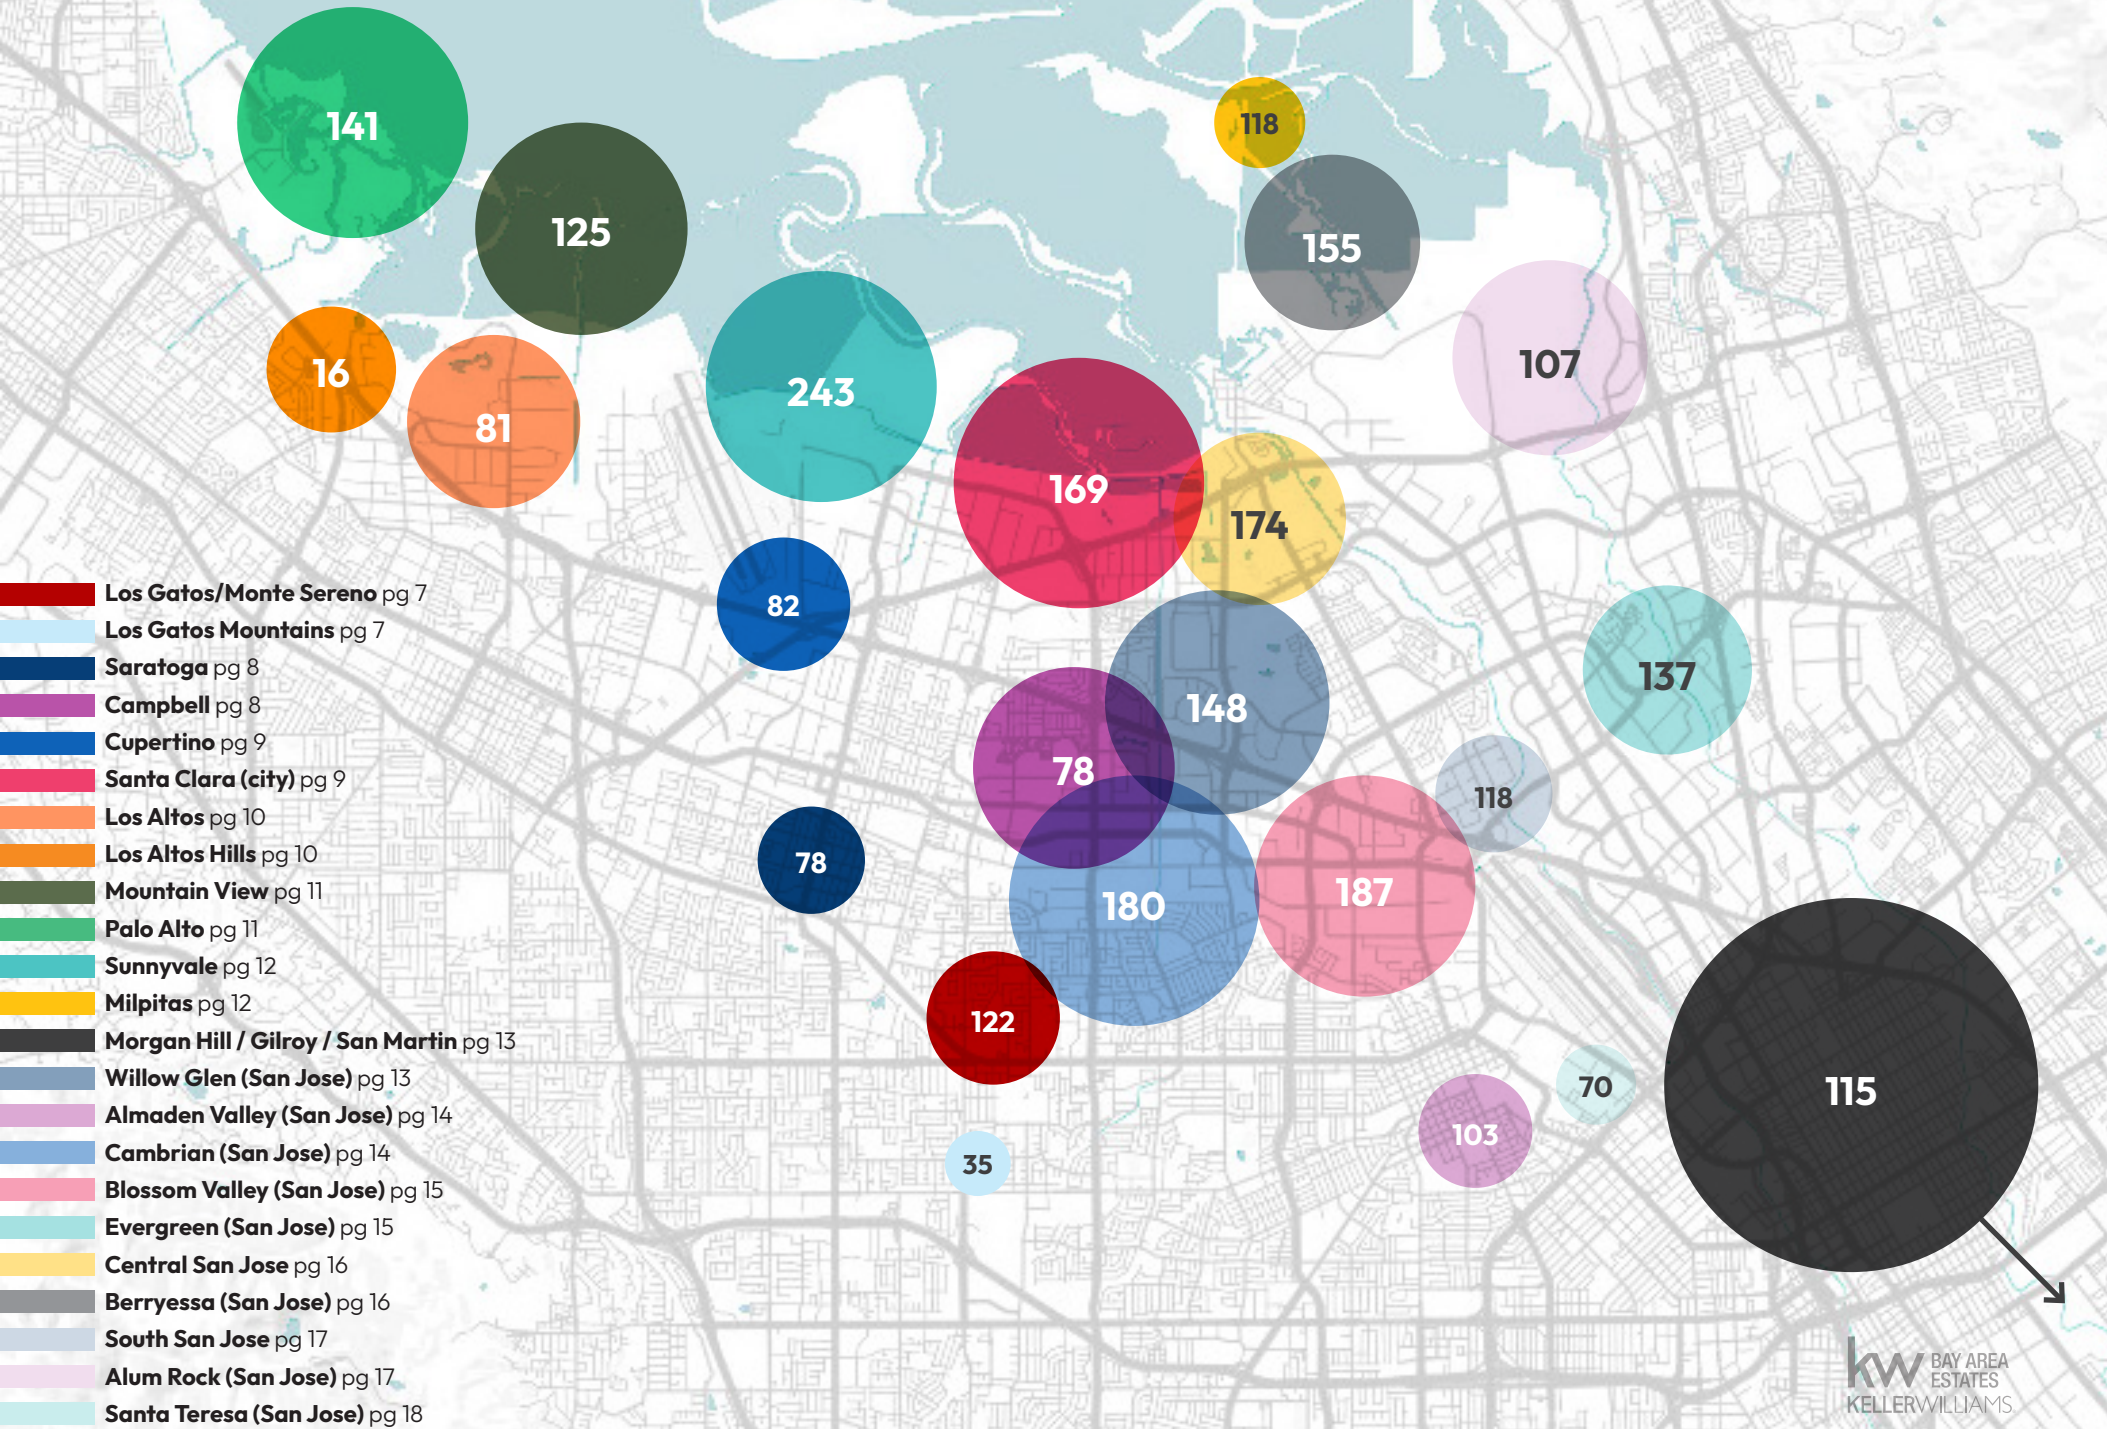 141
118
125
155
107
16
243
81
169
174
82
137
148
78
118
78
180
187
122
115
70
103
35
Los Gatos/Monte Sereno pg 7
Los Gatos Mountains pg 7
Saratoga pg 8
Campbell pg 8
Cupertino pg 9
Santa Clara (city) pg 9
Los Altos pg 10
Los Altos Hills pg 10
Mountain View pg 11
Palo Alto pg 11
Sunnyvale pg 12
Milpitas pg 12
Morgan Hill / Gilroy / San Martin pg 13
Willow Glen (San Jose) pg 13
Almaden Valley (San Jose) pg 14
Cambrian (San Jose) pg 14
Blossom Valley (San Jose) pg 15
Evergreen (San Jose) pg 15
Central San Jose pg 16
Berryessa (San Jose) pg 16
South San Jose pg 17
Alum Rock (San Jose) pg 17
Santa Teresa (San Jose) pg 18
kw BAY AREA
ESTATES
KELLERWILLIAMS